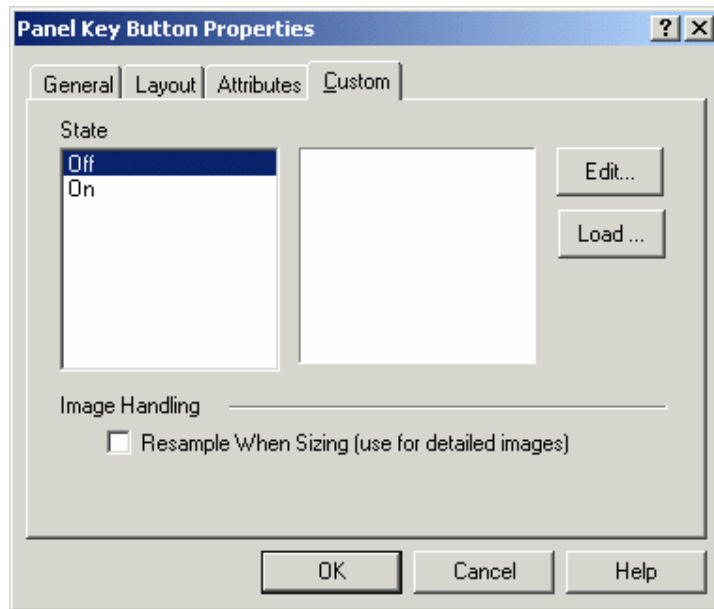 Panel Key Button Properties
General Layout Attributes Custom
State
Off
On
Edit...
Load ...
Image Handling
Resample When Sizing (use for detailed images)
OK Cancel Help